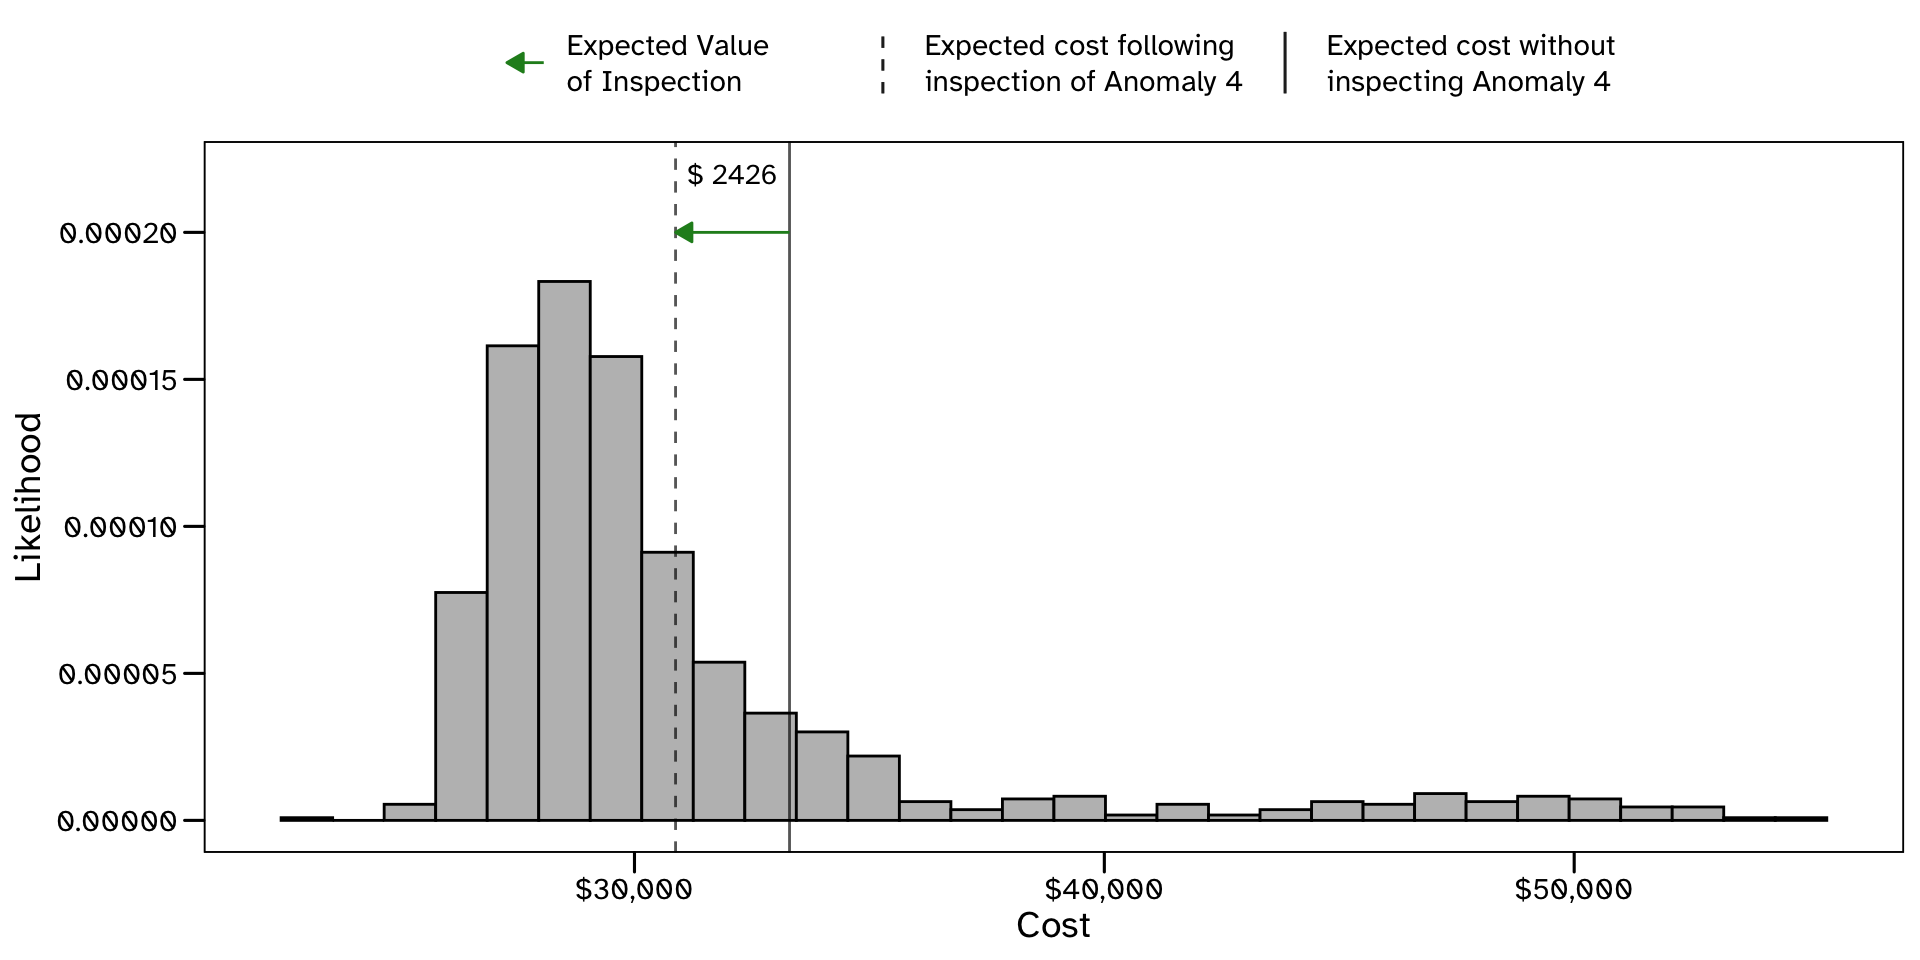 Expected Value
of Inspection
Expected cost following
inspection of Anomaly 4
Expected cost without
inspecting Anomaly 4
$ 2426
0.00020
0.00015
0.00010
0.00005
0.00000
Likelihood
$30,000
$40,000
$50,000
Cost